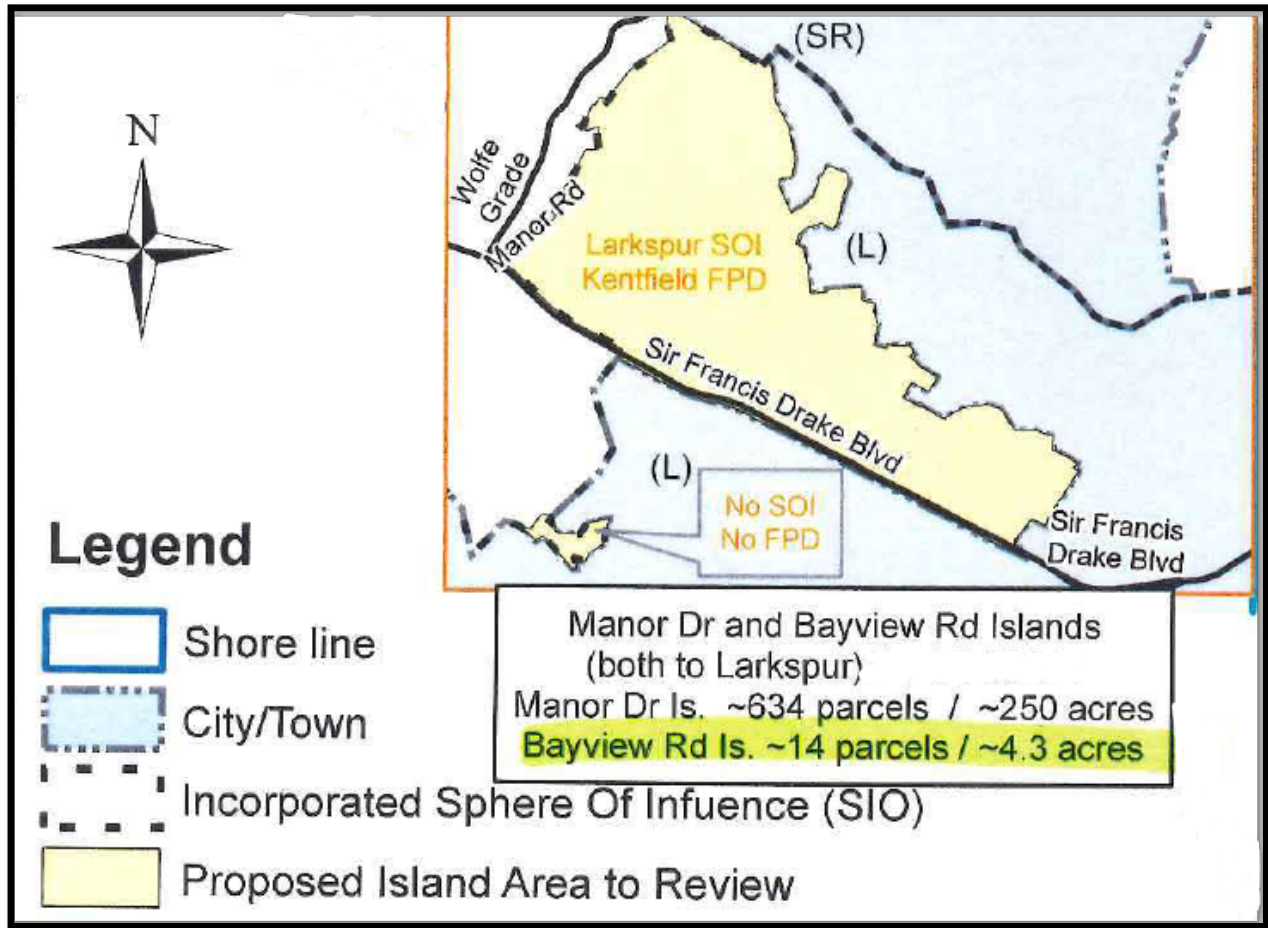 (SR)
N
Wolfe
Grade
Manor Rd
Larkspur SOI
Kentfield FPD
(L)
Sir Francis Drake Blvd
(L)
No SOI
No FPD
Sir Francis
Drake Blvd
Legend
Shore line
City/Town
Incorporated Sphere Of Infuence (SIO)
Proposed Island Area to Review
Manor Dr and Bayview Rd Islands
(both to Larkspur)
Manor Dr Is. ~634 parcels / ~250 acres
Bayview Rd Is. ~14 parcels / ~4.3 acres